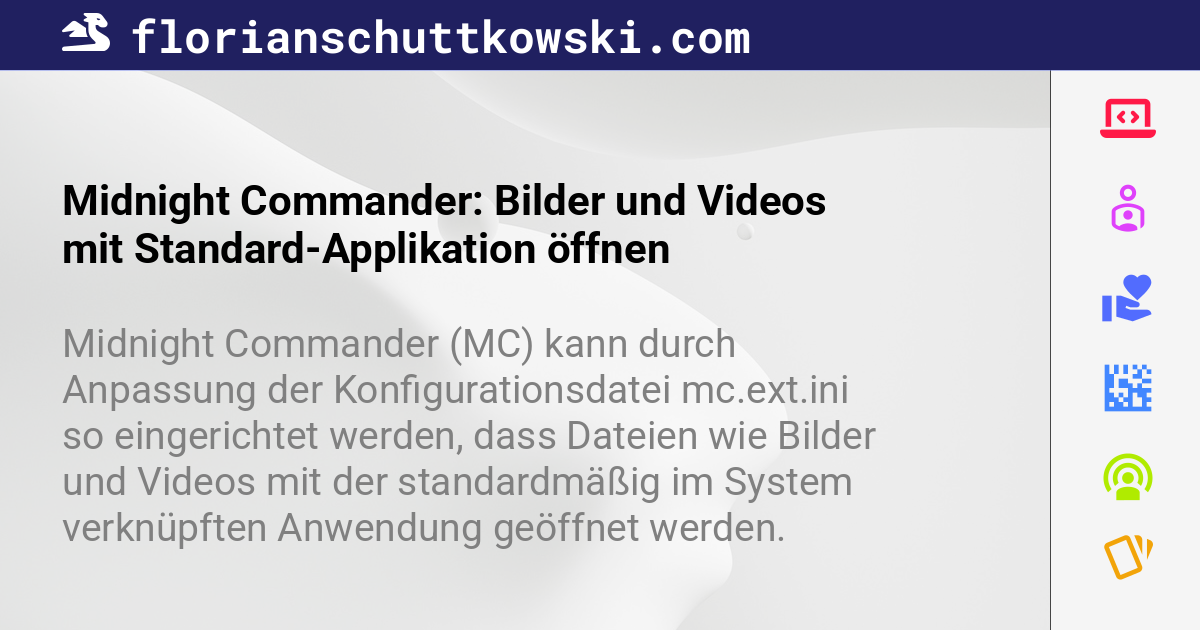 florianschuttkowski.com
Midnight Commander: Bilder und Videos
mit Standard-Applikation öffnen
Midnight Commander (MC) kann durch
Anpassung der Konfigurationsdatei mc.ext.ini
so eingerichtet werden, dass Dateien wie Bilder
und Videos mit der standardmäßig im System
verknüpften Anwendung geöffnet werden.